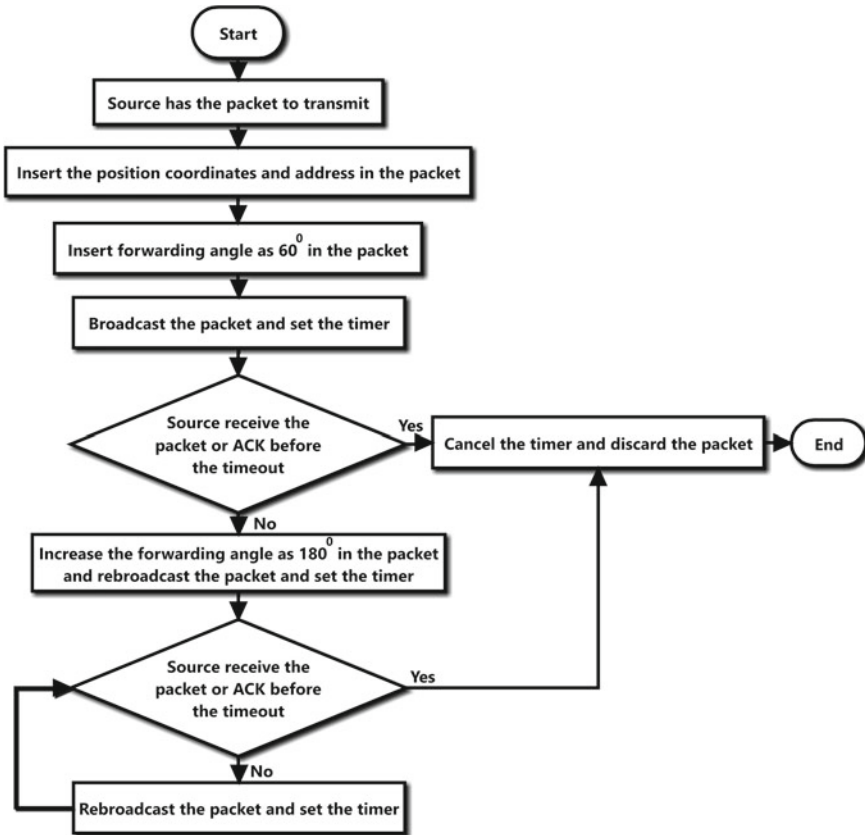 Start
Source has the packet to transmit
Insert the position coordinates and address in the packet
Insert forwarding angle as 60⁰ in the packet
Broadcast the packet and set the timer
Source receive the
packet or ACK before
the timeout
Yes
Cancel the timer and discard the packet
End
No
Increase the forwarding angle as 180⁰ in the packet
and rebroadcast the packet and set the timer
Source receive the
packet or ACK before
the timeout
Yes
No
Rebroadcast the packet and set the timer